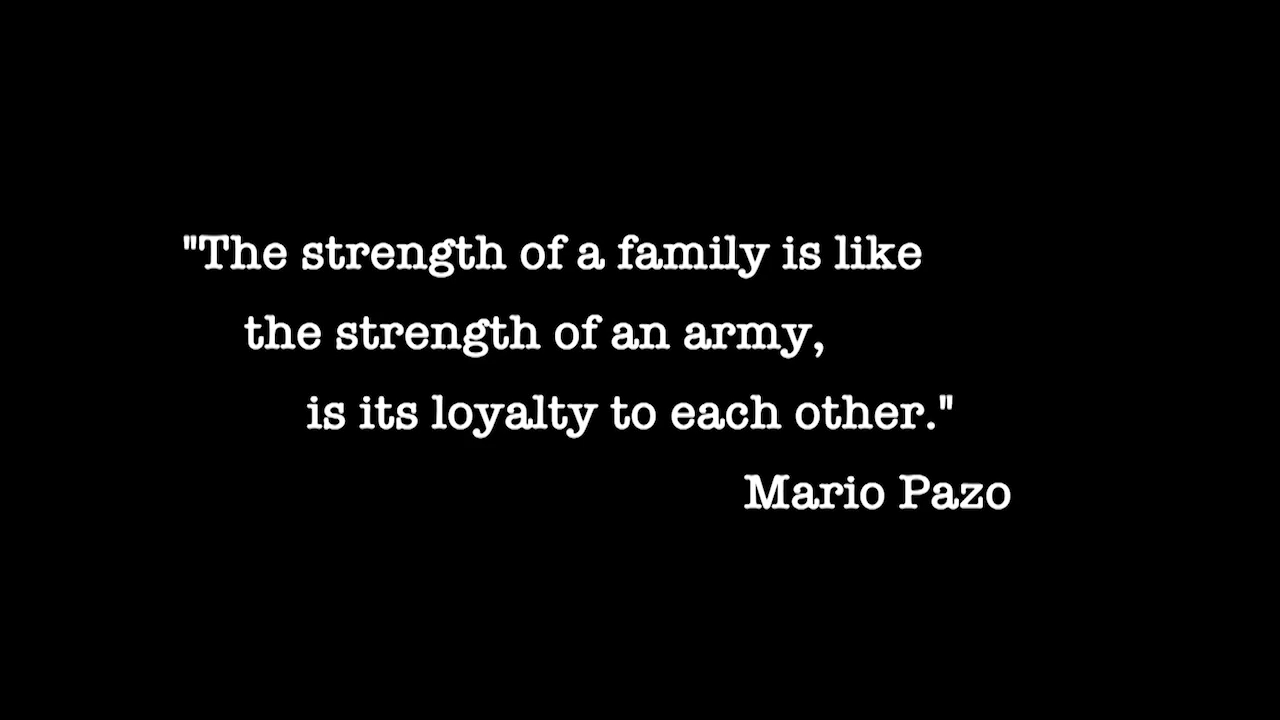 "The strength of a family is like
the strength of an army,
is its loyalty to each other."
Mario Pazo